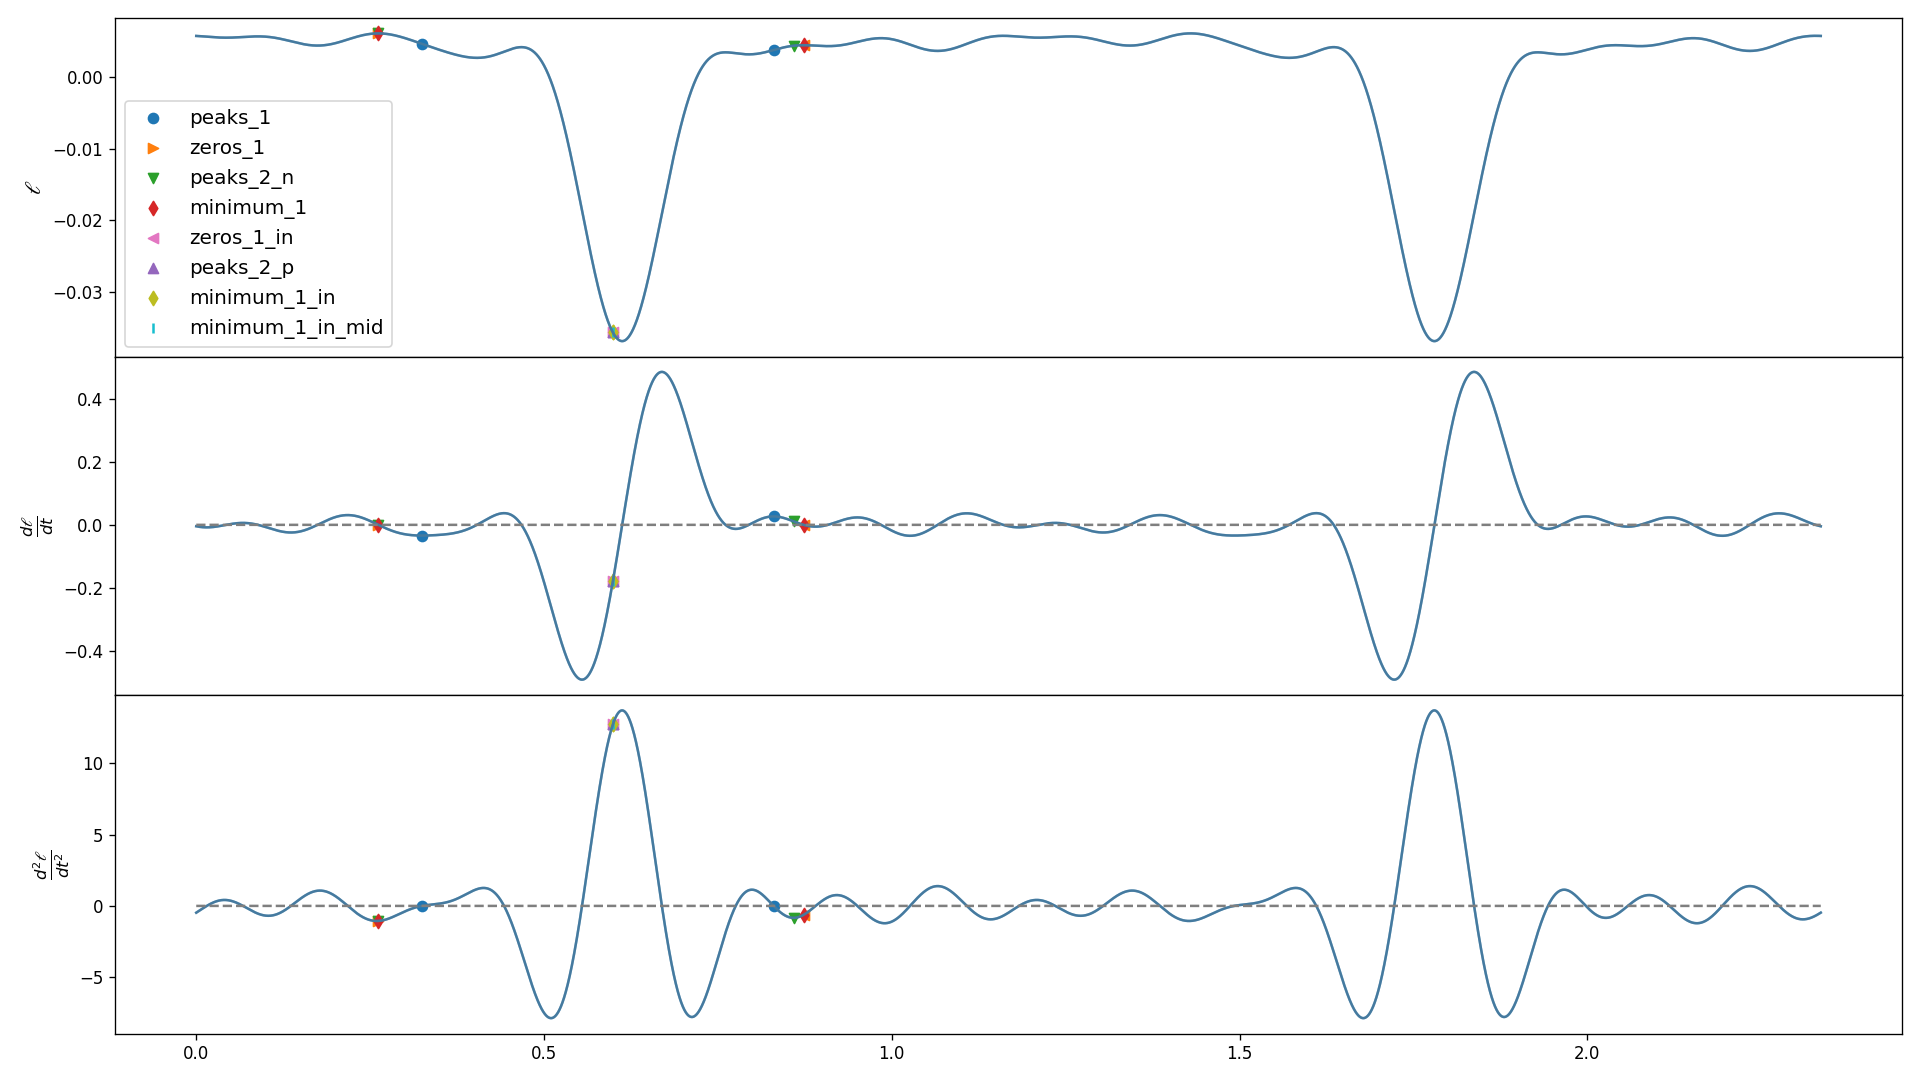 0.00
−0.01
−0.02
−0.03
ℓ
peaks_1
zeros_1
peaks_2_n
minimum_1
zeros_1_in
peaks_2_p
minimum_1_in
minimum_1_in_mid
0.4
0.2
0.0
−0.2
−0.4
dℓ
dt
10
5
0
−5
d²ℓ
dt²
0.0 0.5 1.0 1.5 2.0